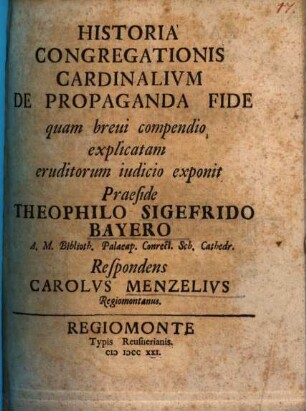 17.
HISTORIA
CONGREGATIONIS
CARDINALIVM
DE PROPAGANDA FIDE
quam breui compendio
explicatam
eruditorum iudicio exponit
Praeſide
THEOPHILO SIGEFRIDO
BAYERO
A. M. Biblioth. Palaeap. Conrect. Sch. Cathedr.
Reſpondens
CAROLVS MENZELIVS
Regiomontanus.
REGIOMONTE
Typis Reuſnerianis.
CIↃ IↃCC XXI.